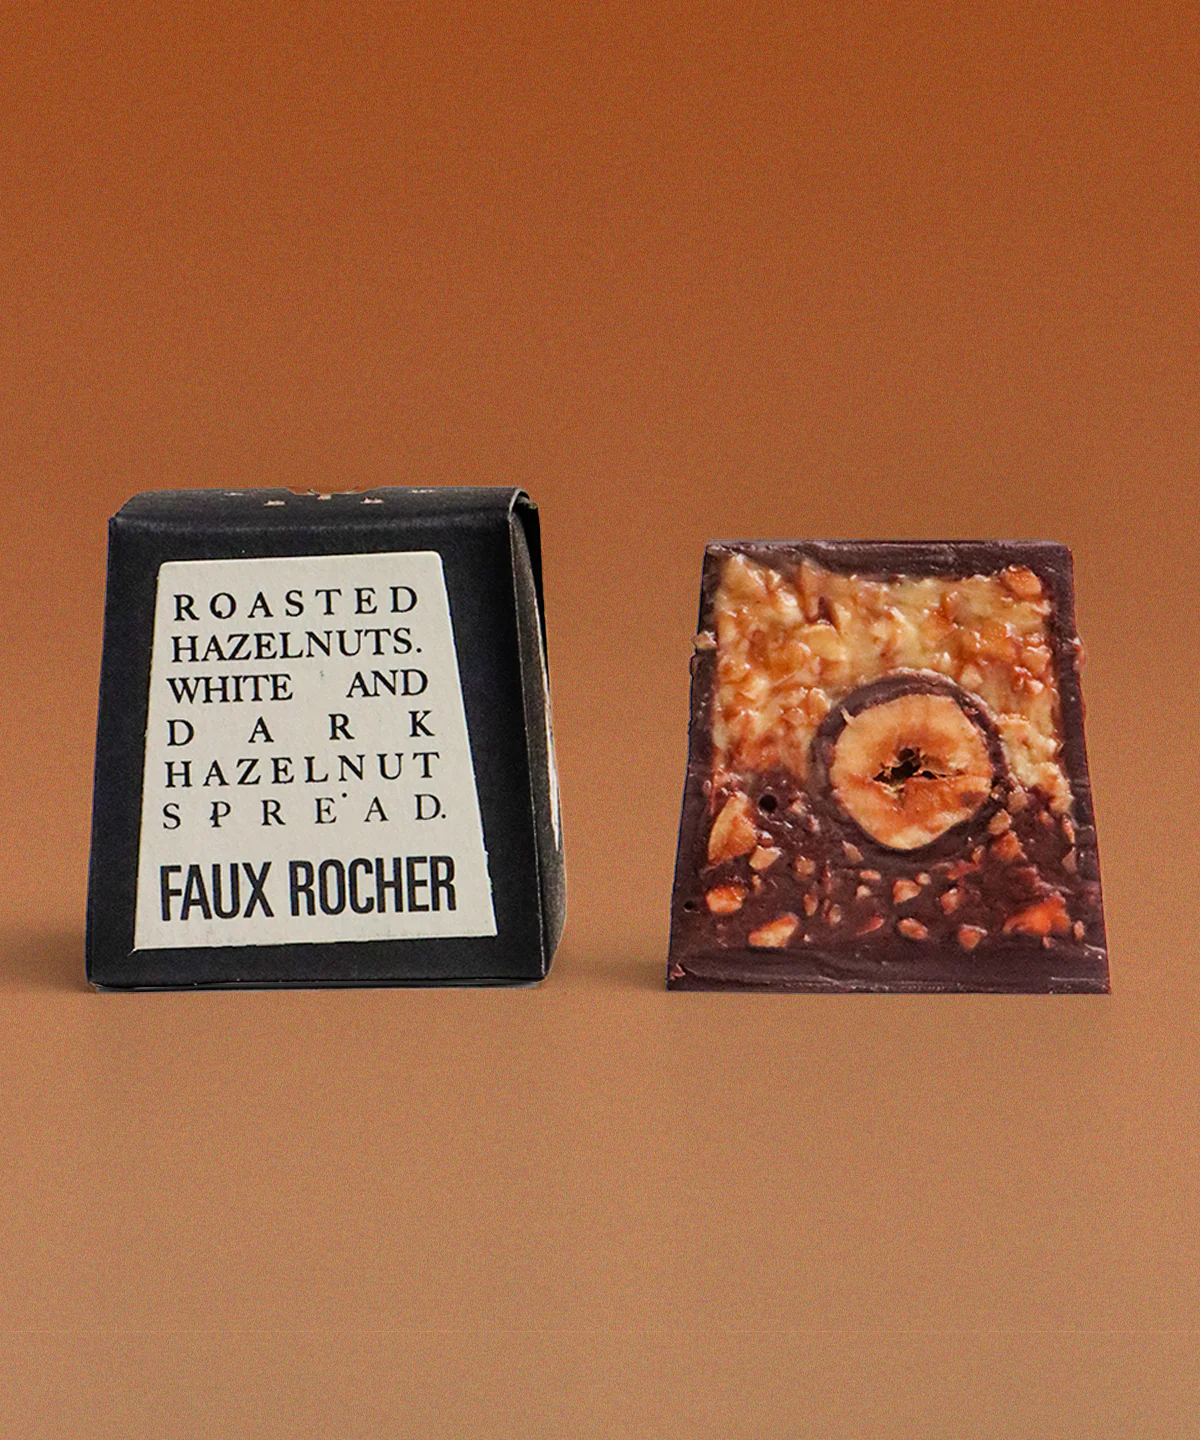 ROASTED
HAZELNUTS.
WHITE AND
DARK
HAZELNUT
SPREAD.
FAUX ROCHER